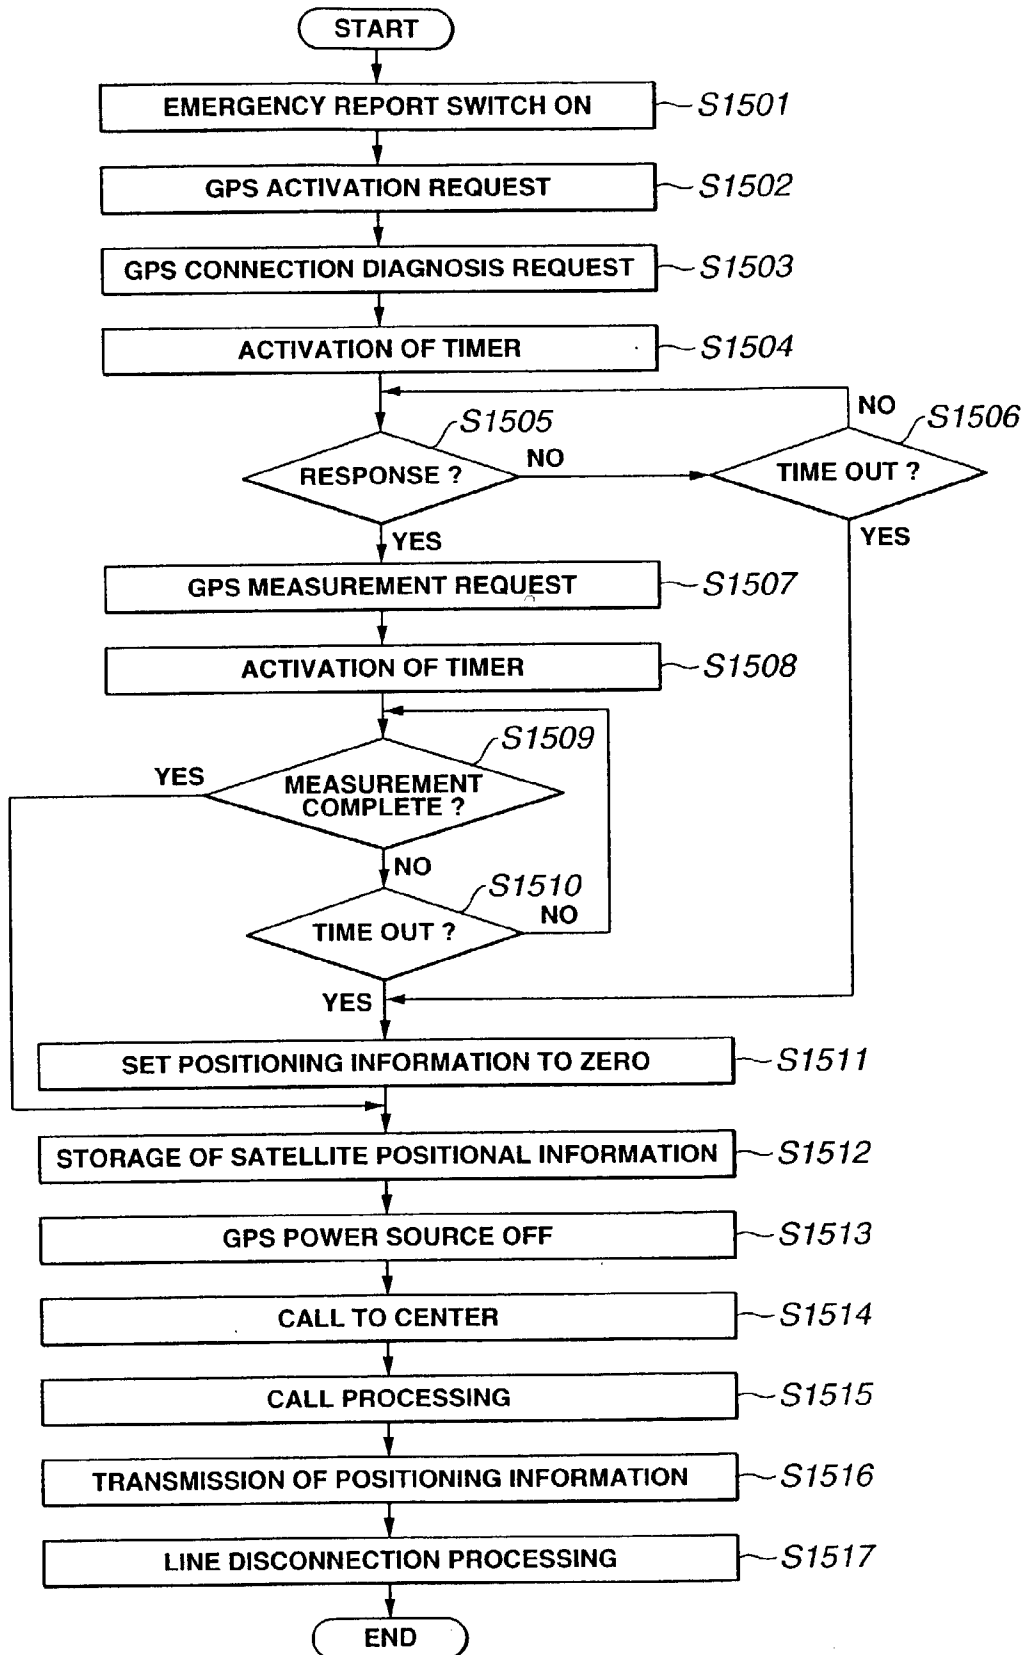 START
EMERGENCY REPORT SWITCH ON
S1501
GPS ACTIVATION REQUEST
S1502
GPS CONNECTION DIAGNOSIS REQUEST
S1503
ACTIVATION OF TIMER
S1504
NO
S1505
S1506
RESPONSE ?
NO
TIME OUT ?
YES
YES
GPS MEASUREMENT REQUEST
S1507
ACTIVATION OF TIMER
S1508
S1509
YES
MEASUREMENT
COMPLETE ?
NO
S1510
NO
TIME OUT ?
YES
SET POSITIONING INFORMATION TO ZERO
S1511
STORAGE OF SATELLITE POSITIONAL INFORMATION
S1512
GPS POWER SOURCE OFF
S1513
CALL TO CENTER
S1514
CALL PROCESSING
S1515
TRANSMISSION OF POSITIONING INFORMATION
S1516
LINE DISCONNECTION PROCESSING
S1517
END